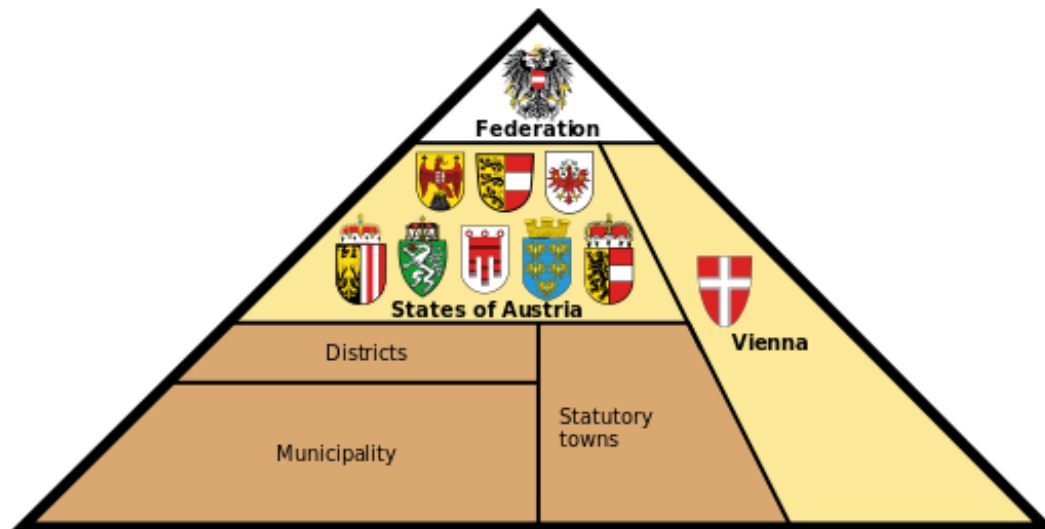 Federation
States of Austria
Vienna
Districts
Statutory
towns
Municipality